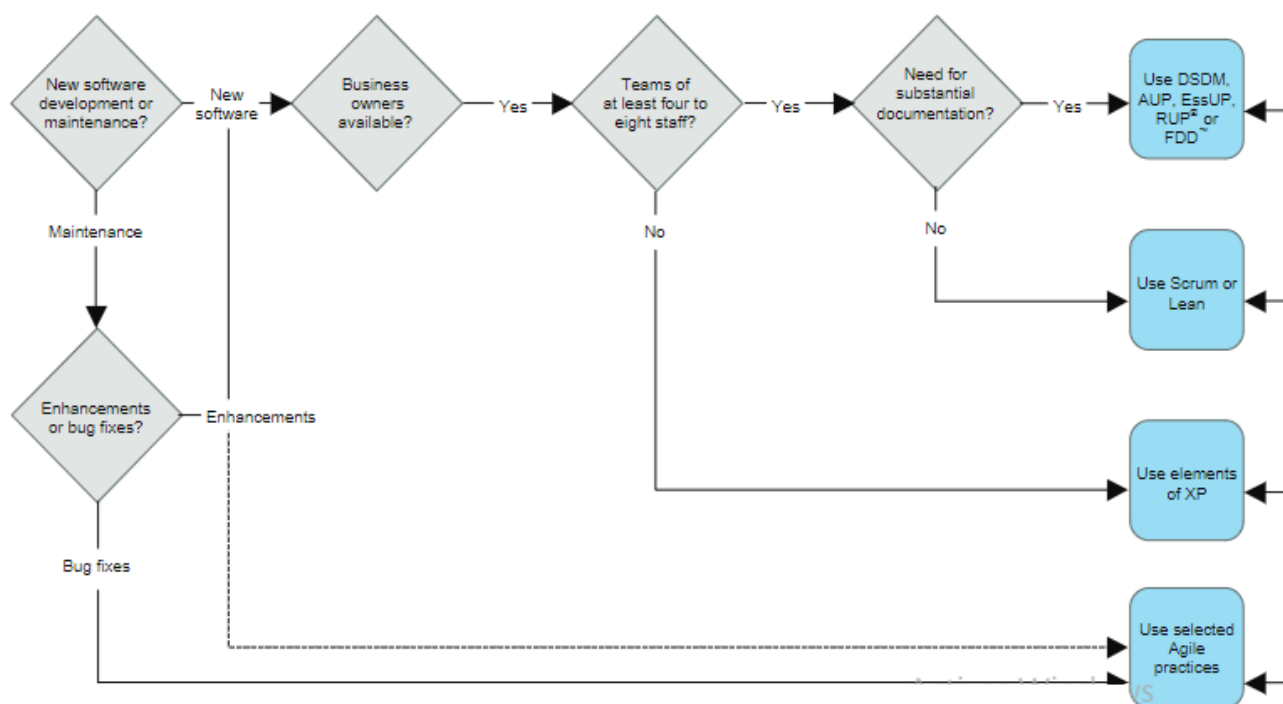 New software
development or
maintenance?
New
software
Business
owners
available?
Yes
Teams of
at least four to
eight staff?
Yes
Need for
substantial
documentation?
Yes
Use DSDM,
AUP, EssUP,
RUP® or
FDD~
Maintenance
No
No
Use Scrum or
Lean
Enhancements
or bug fixes?
Enhancements
Use elements
of XP
Bug fixes
Use selected
Agile
practices